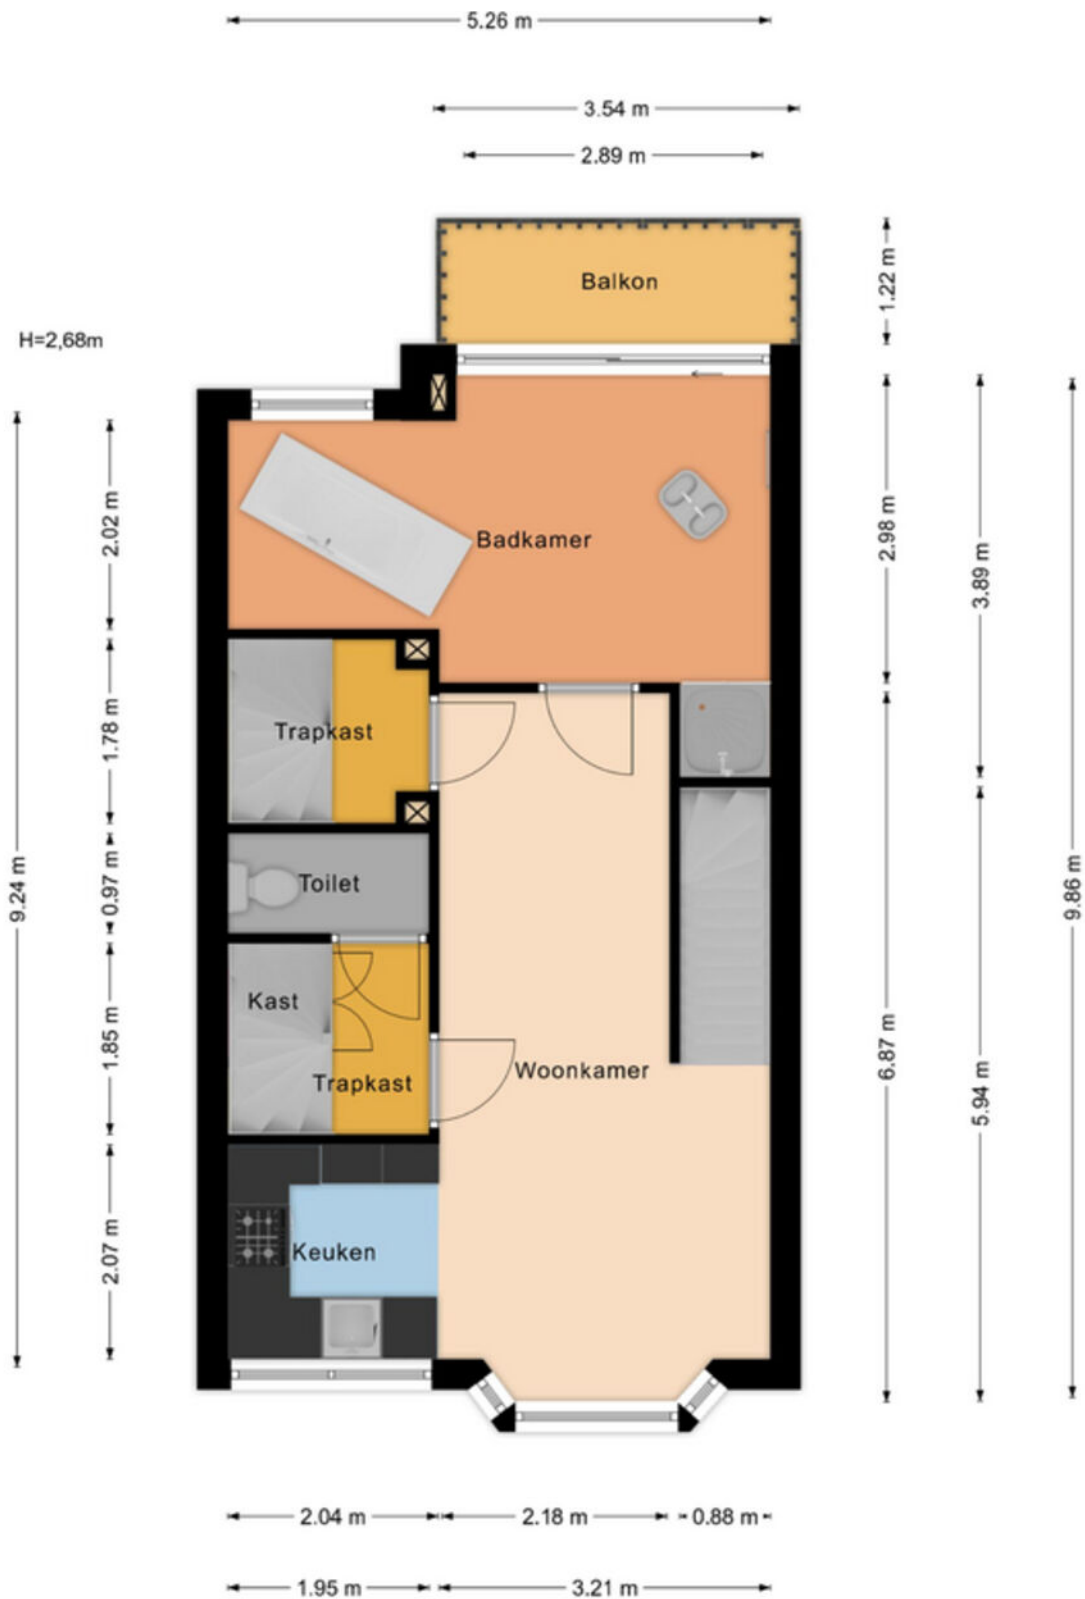 5.26 m
3.54 m
2.89 m
Balkon
1.22 m
H=2,68m
Badkamer
2.02 m
2.98 m
3.89 m
Trapkast
1.78 m
Toilet
0.97 m
9.24 m
9.86 m
Kast
1.85 m
Trapkast
Woonkamer
6.87 m
5.94 m
Keuken
2.07 m
2.04 m
2.18 m
0.88 m
1.95 m
3.21 m